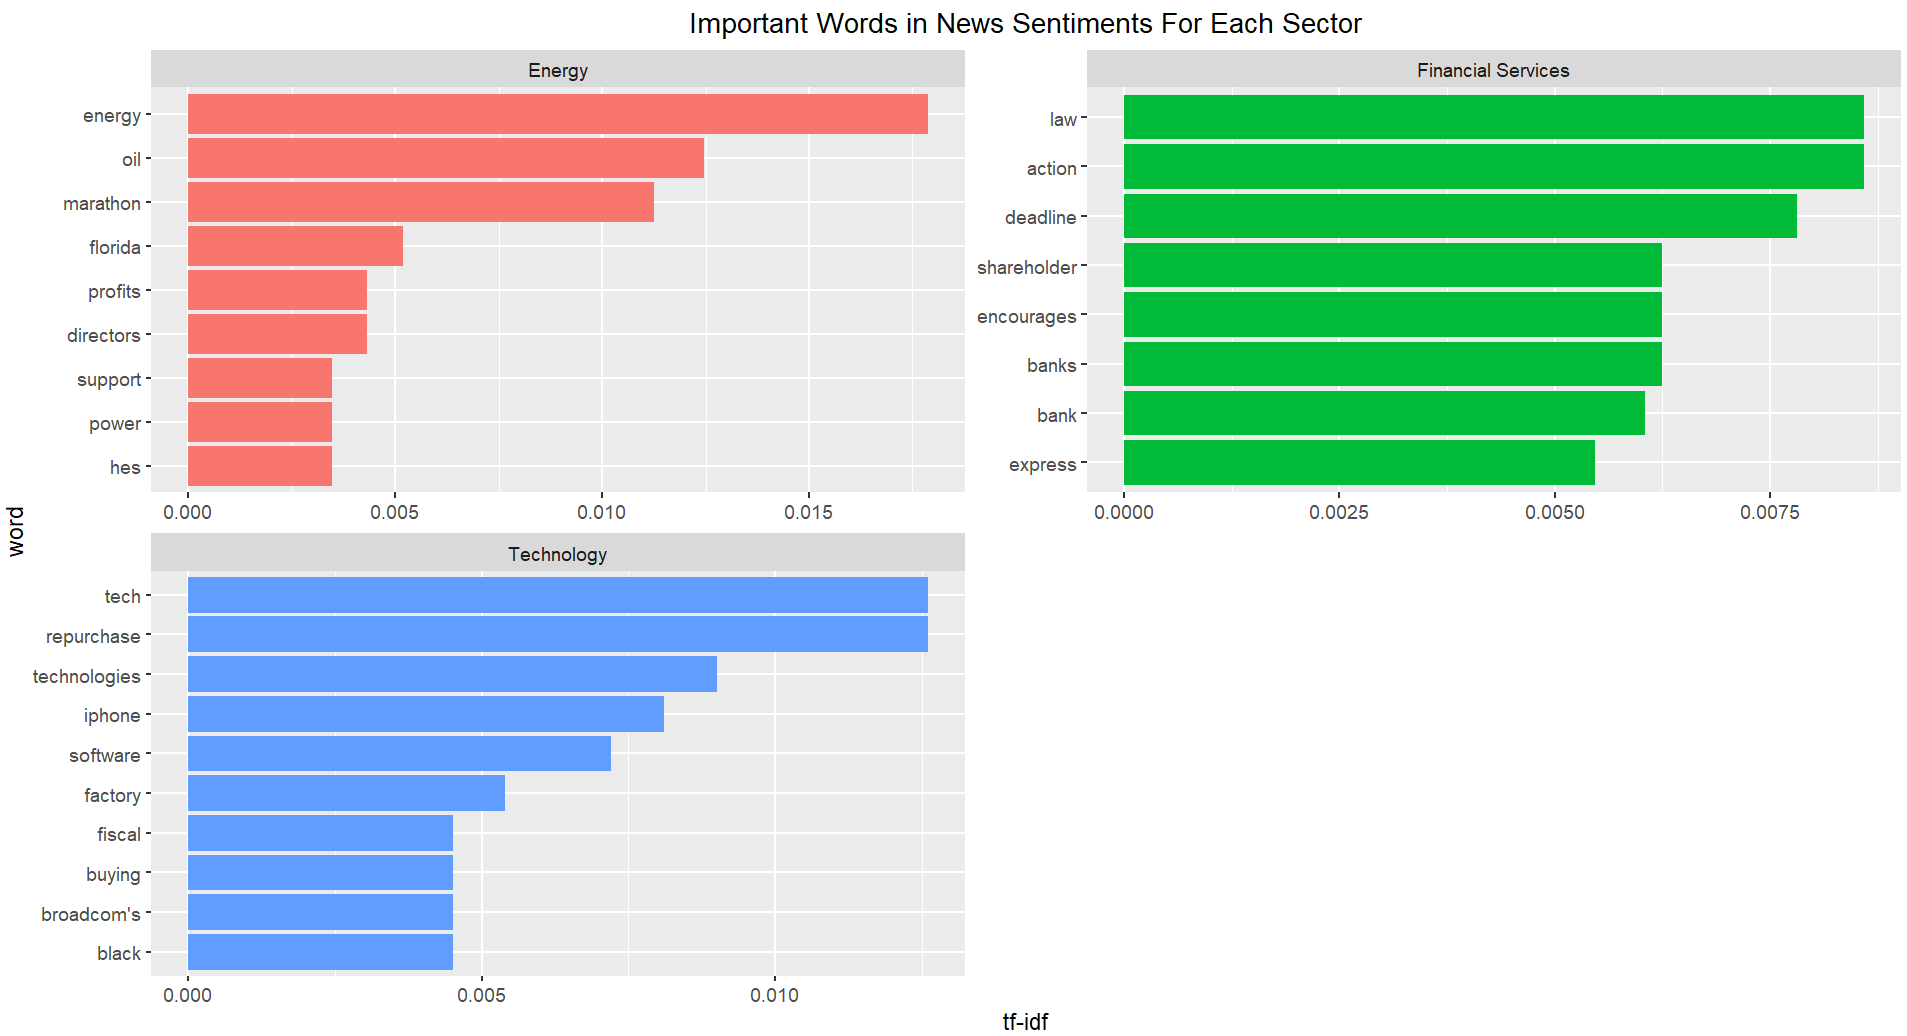 Important Words in News Sentiments For Each Sector
Energy
energy
oil
marathon
florida
profits
directors
support
power
hes
0.000 0.005 0.010 0.015
Financial Services
law
action
deadline
shareholder
encourages
banks
bank
express
0.0000 0.0025 0.0050 0.0075
word
Technology
tech
repurchase
technologies
iphone
software
factory
fiscal
buying
broadcom's
black
0.000 0.005 0.010
tf-idf